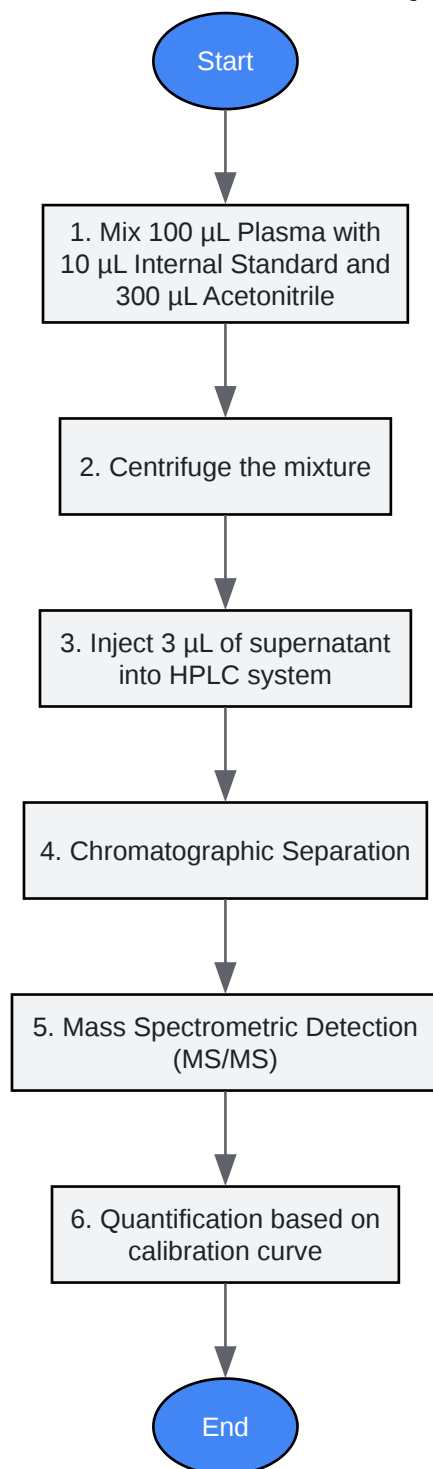 Start
1. Mix 100 µL Plasma with
10 µL Internal Standard and
300 µL Acetonitrile
2. Centrifuge the mixture
3. Inject 3 µL of supernatant
into HPLC system
4. Chromatographic Separation
5. Mass Spectrometric Detection
(MS/MS)
6. Quantification based on
calibration curve
End